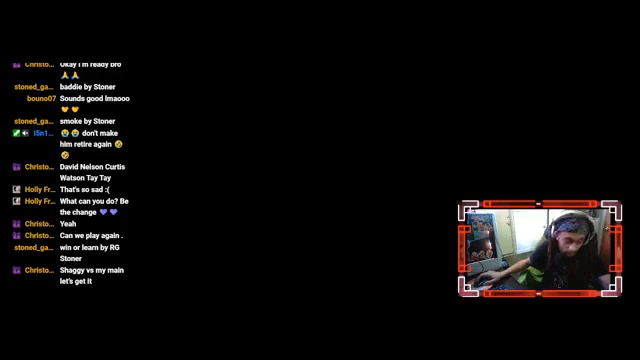 Christo... Okay I'm ready bro
🙏 🙏
stoned_ga... baddie by Stoner
bouno07 Sounds good lmaooo
💛 💛
stoned_ga... smoke by Stoner
l5n1... 😭 😭 don't make
him retire again 🤣
🤣
Christo... David Nelson Curtis
Watson Tay Tay
Holly Fr... That's so sad :(
Holly Fr... What can you do? Be
the change 💜 💜
Christo... Yeah
Christo... Can we play again .
stoned_ga... win or learn by RG
Stoner
Christo... Shaggy vs my main
let's get it